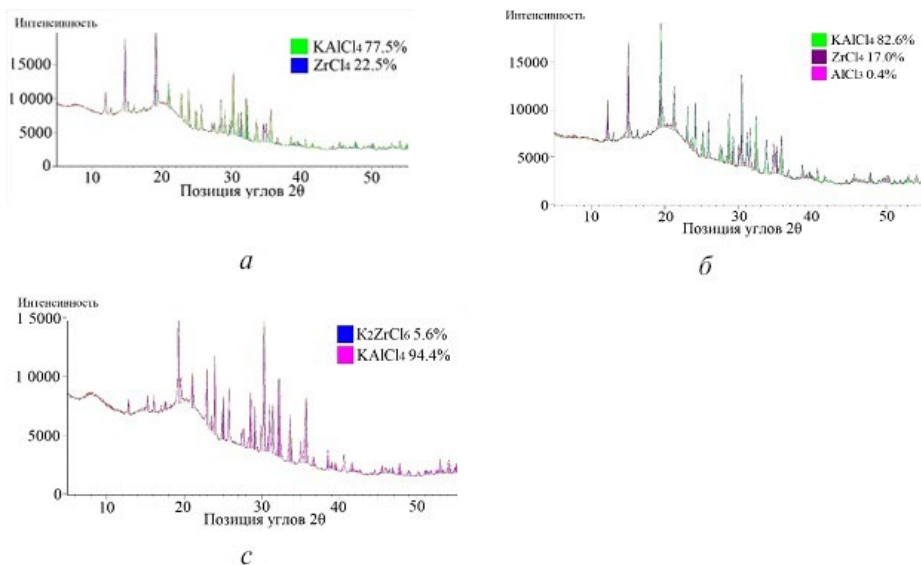 Интенсивность
15000
10000
5000
0
10 20 30 40 50
Позиция углов 2θ
KAlCl4 77.5%
ZrCl4 22.5%
а
Интенсивность
15000
10000
5000
0
10 20 30 40 50
Позиция углов 2θ
KAlCl4 82.6%
ZrCl4 17.0%
AlCl3 0.4%
б
Интенсивность
1 5000
1 0000
5000
0
10 20 30 40 50
Позиция углов 2θ
K2ZrCl6 5.6%
KAlCl4 94.4%
с